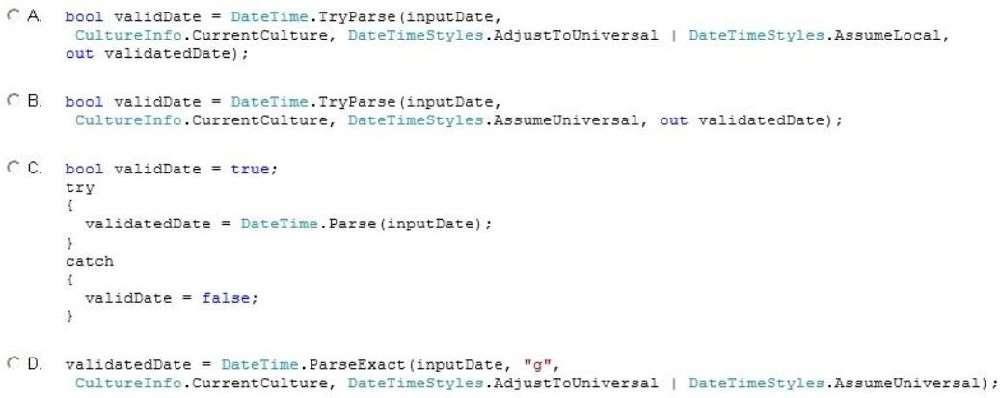 A. bool validDate = DateTime.TryParse(inputDate,
CultureInfo.CurrentCulture, DateTimeStyles.AdjustToUniversal | DateTimeStyles.AssumeLocal,
out validatedDate);
B. bool validDate = DateTime.TryParse(inputDate,
CultureInfo.CurrentCulture, DateTimeStyles.AssumeUniversal, out validatedDate);
C. bool validDate = true;
try
{
validatedDate = DateTime.Parse(inputDate);
}
catch
{
validDate = false;
}
D. validatedDate = DateTime.ParseExact(inputDate, "g",
CultureInfo.CurrentCulture, DateTimeStyles.AdjustToUniversal | DateTimeStyles.AssumeUniversal);